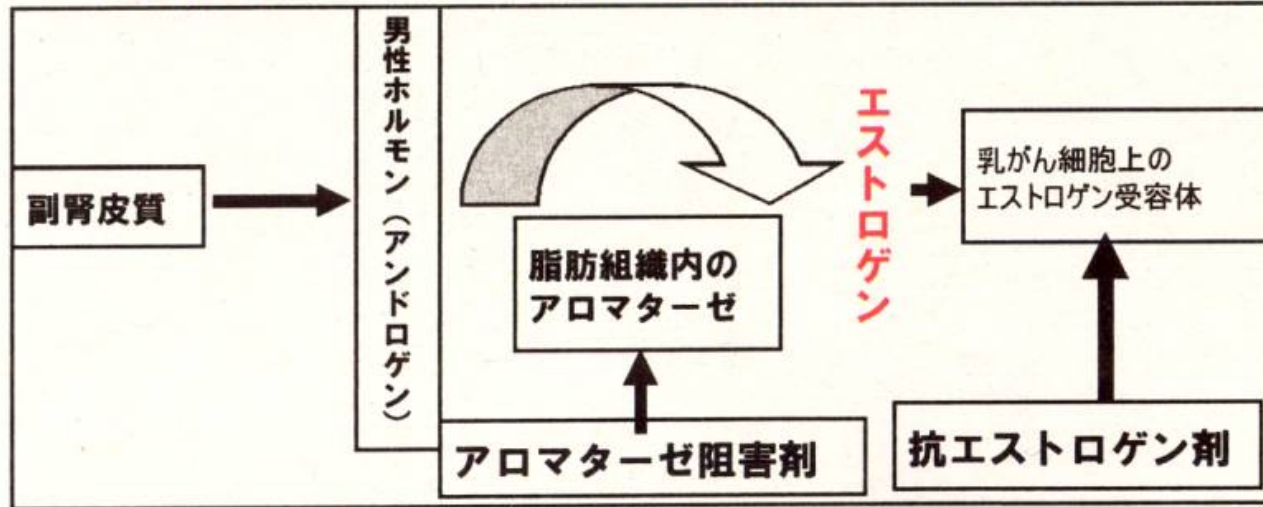 副腎皮質
男性ホルモン（アンドロゲン）
脂肪組織内の
アロマターゼ
アロマターゼ阻害剤
エストロゲン
乳がん細胞上の
エストロゲン受容体
抗エストロゲン剤